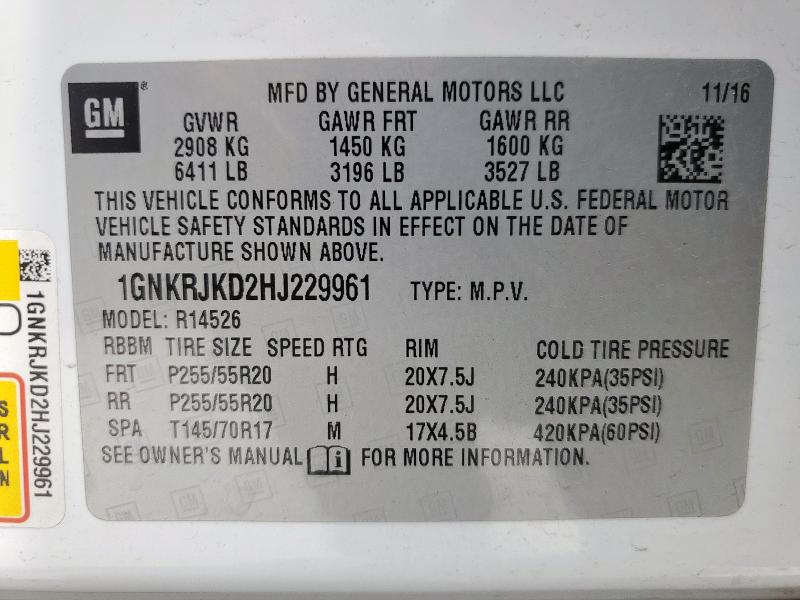 GM
®
MFD BY GENERAL MOTORS LLC 11/16
GVWR GAWR FRT GAWR RR
2908 KG 1450 KG 1600 KG
6411 LB 3196 LB 3527 LB
THIS VEHICLE CONFORMS TO ALL APPLICABLE U.S. FEDERAL MOTOR
VEHICLE SAFETY STANDARDS IN EFFECT ON THE DATE OF
MANUFACTURE SHOWN ABOVE.
1GNKRJKD2HJ229961 TYPE: M.P.V.
MODEL: R14526
RBBM TIRE SIZE SPEED RTG RIM COLD TIRE PRESSURE
FRT P255/55R20 H 20X7.5J 240KPA(35PSI)
RR P255/55R20 H 20X7.5J 240KPA(35PSI)
SPA T145/70R17 M 17X4.5B 420KPA(60PSI)
SEE OWNER'S MANUAL i FOR MORE INFORMATION.
1GNKRJKD2HJ229961
S
R
L
N